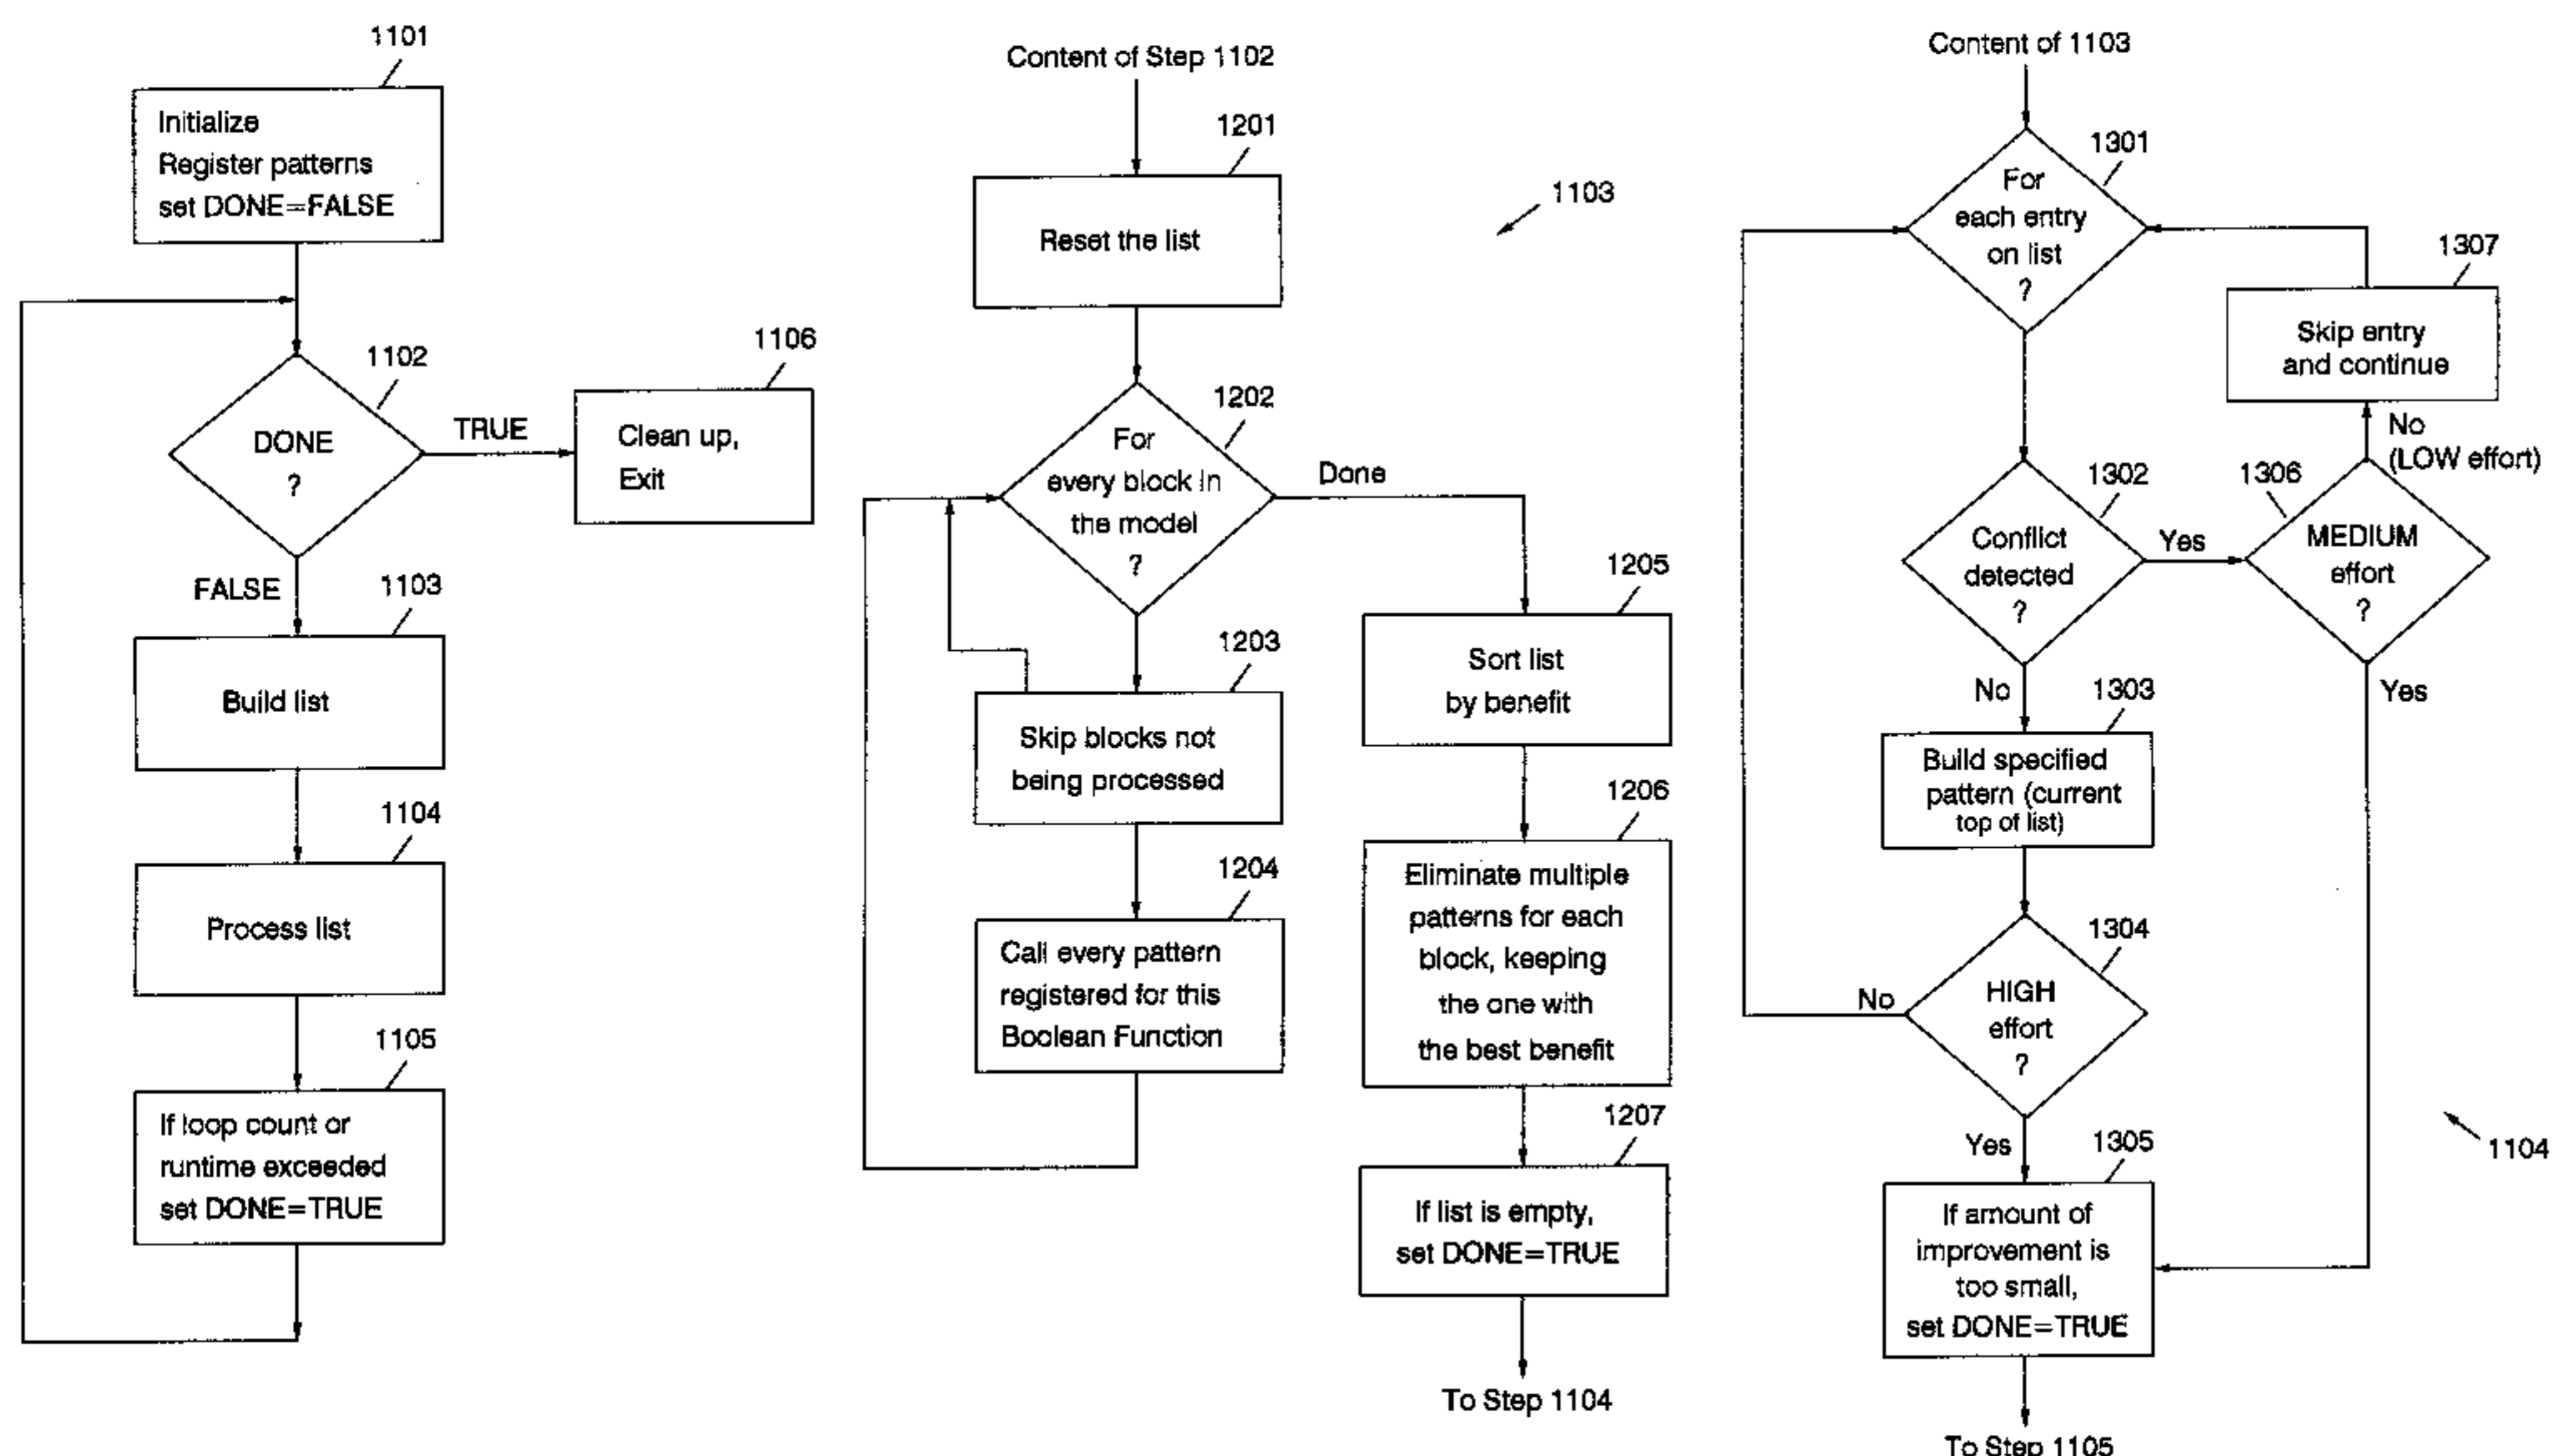 1101
Initialize
Register patterns
set DONE=FALSE
1102
DONE
?
TRUE
1106
Clean up,
Exit
FALSE
1103
Build list
1104
Process list
1105
If loop count or
runtime exceeded
set DONE=TRUE
Content of Step 1102
1201
Reset the list
1103
1202
For
every block in
the model
?
Done
1203
Skip blocks not
being processed
1204
Call every pattern
registered for this
Boolean Function
1205
Sort list
by benefit
1206
Eliminate multiple
patterns for each
block, keeping
the one with
the best benefit
1207
If list is empty,
set DONE=TRUE
To Step 1104
Content of 1103
1301
For
each entry
on list
?
1307
Skip entry
and continue
No
(LOW effort)
1302
Conflict
detected
?
Yes
1306
MEDIUM
effort
?
Yes
No
1303
Build specified
pattern (current
top of list)
1304
HIGH
effort
?
No
Yes
1305
If amount of
improvement is
too small,
set DONE=TRUE
1104
To Step 1105